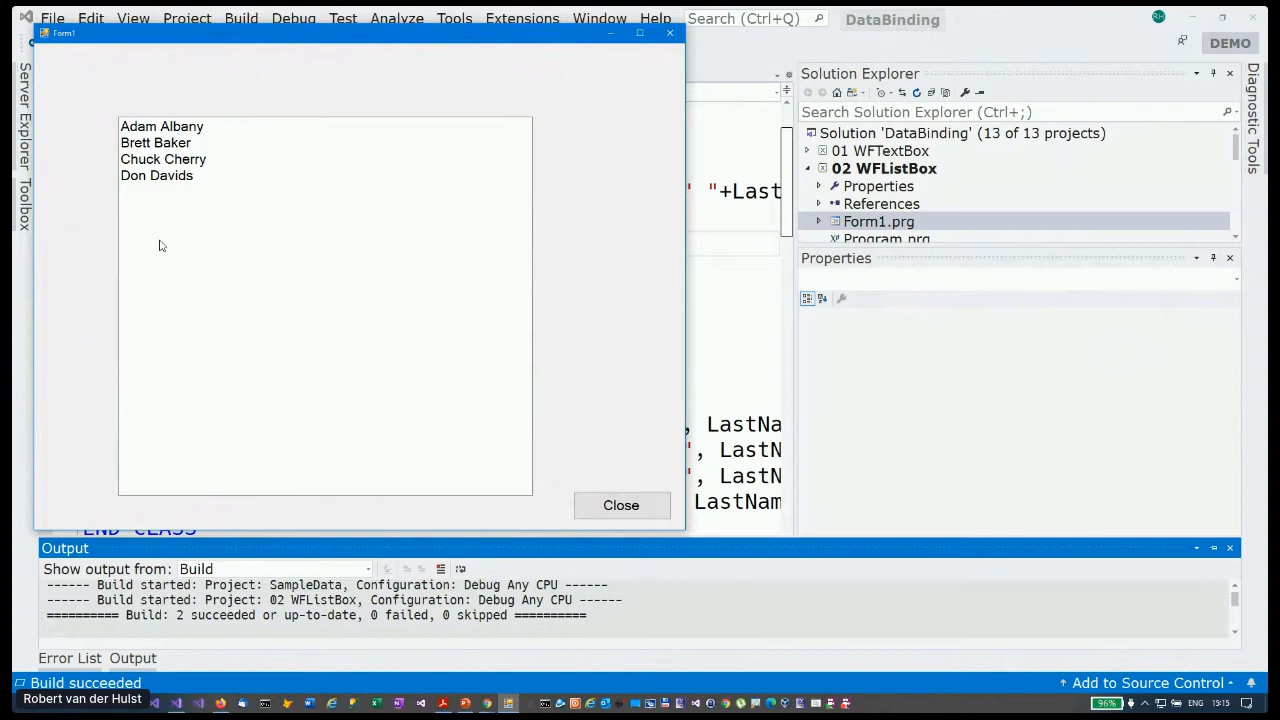 File Edit View Project Build Debug Test Analyze Tools Extensions Window Help Search (Ctrl+Q) DataBinding RH
DEMO
Form1
Server Explorer
Toolbox
Adam Albany
Brett Baker
Chuck Cherry
Don Davids
Close
" "+Last
, LastNa
", LastN
", LastN
LastNam
END CLASS
Solution Explorer
Search Solution Explorer (Ctrl+;)
Solution 'DataBinding' (13 of 13 projects)
01 WFTextBox
02 WFListBox
Properties
References
Form1.prg
Program.prg
Properties
Diagnostic Tools
Output
Show output from: Build
------ Build started: Project: SampleData, Configuration: Debug Any CPU ------
------ Build started: Project: 02 WFListBox, Configuration: Debug Any CPU ------
========== Build: 2 succeeded or up-to-date, 0 failed, 0 skipped ==========
Error List Output
Build succeeded
Add to Source Control
Robert van der Hulst
96%
ENG 15:15